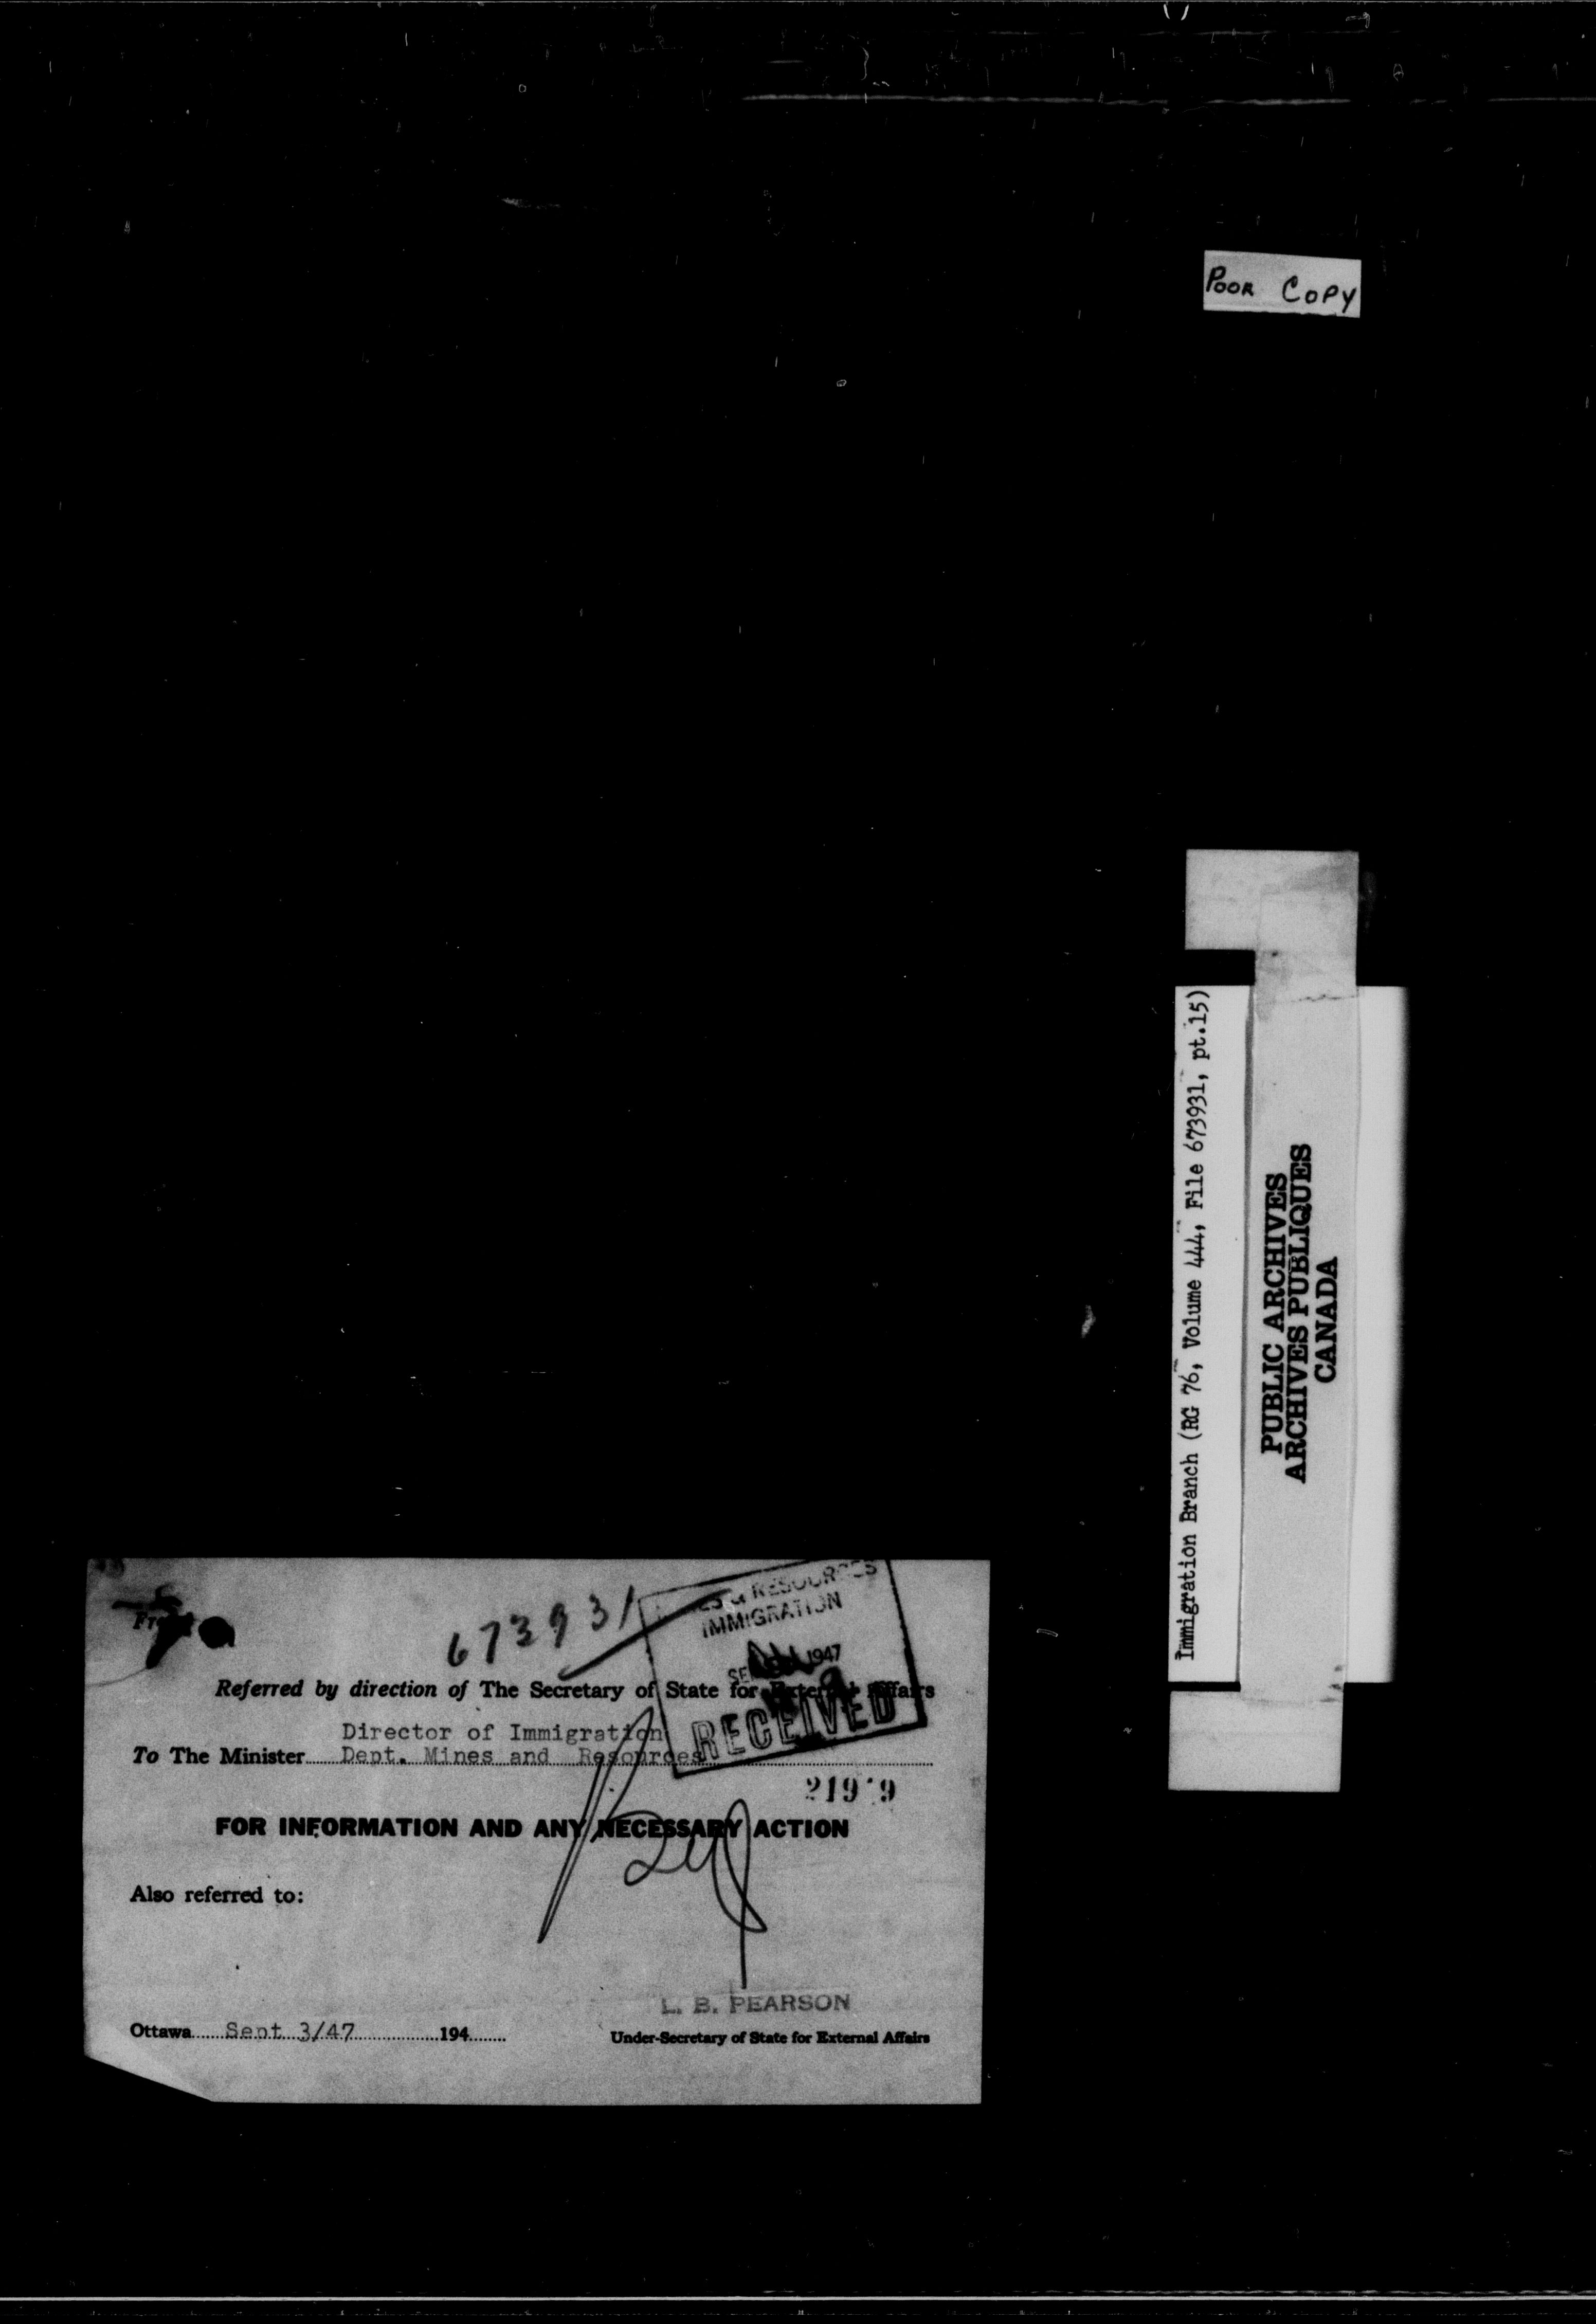 POOR COPY
Immigration Branch (RG 76, Volume 444, File 673931, pt.15)
PUBLIC ARCHIVES
ARCHIVES PUBLIQUES
CANADA
673931
& RESOURCES
IMMIGRATION
1947
RECEIVED
Referred by direction of The Secretary of State for External Affairs
Director of Immigration
To The Minister Dept. Mines and Resources
FOR INFORMATION AND ANY NECESSARY ACTION
Also referred to:
L. B. PEARSON
Ottawa Sept 3/47 194
Under-Secretary of State for External Affairs